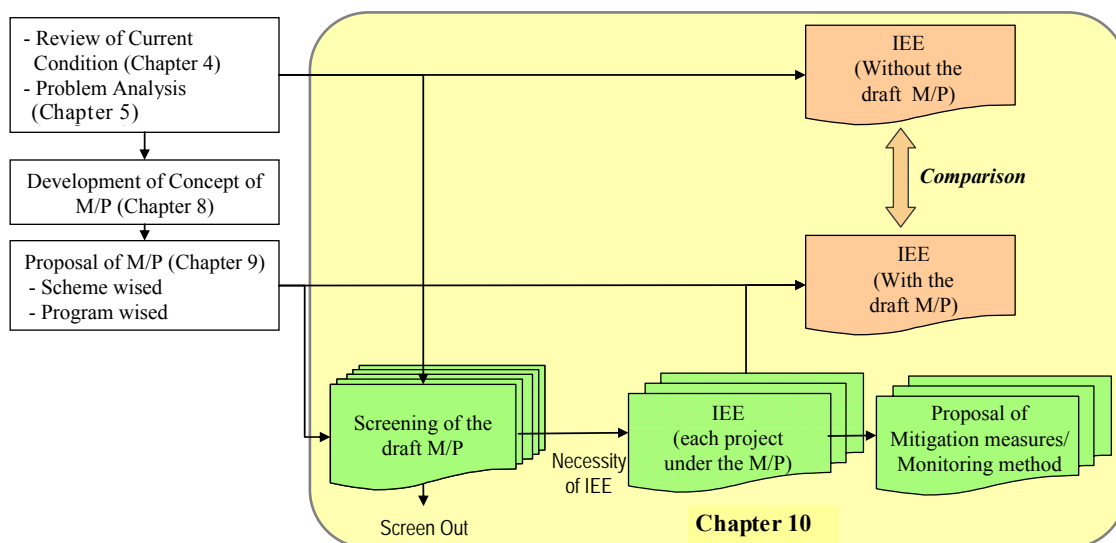 - Review of Current
Condition (Chapter 4)
- Problem Analysis
(Chapter 5)
Development of Concept of
M/P (Chapter 8)
Proposal of M/P (Chapter 9)
- Scheme wised
- Program wised
IEE
(Without the
draft M/P)
Comparison
IEE
(With the
draft M/P)
Screening of the
draft M/P
Necessity
of IEE
IEE
(each project
under the M/P)
Proposal of
Mitigation measures/
Monitoring method
Screen Out
Chapter 10